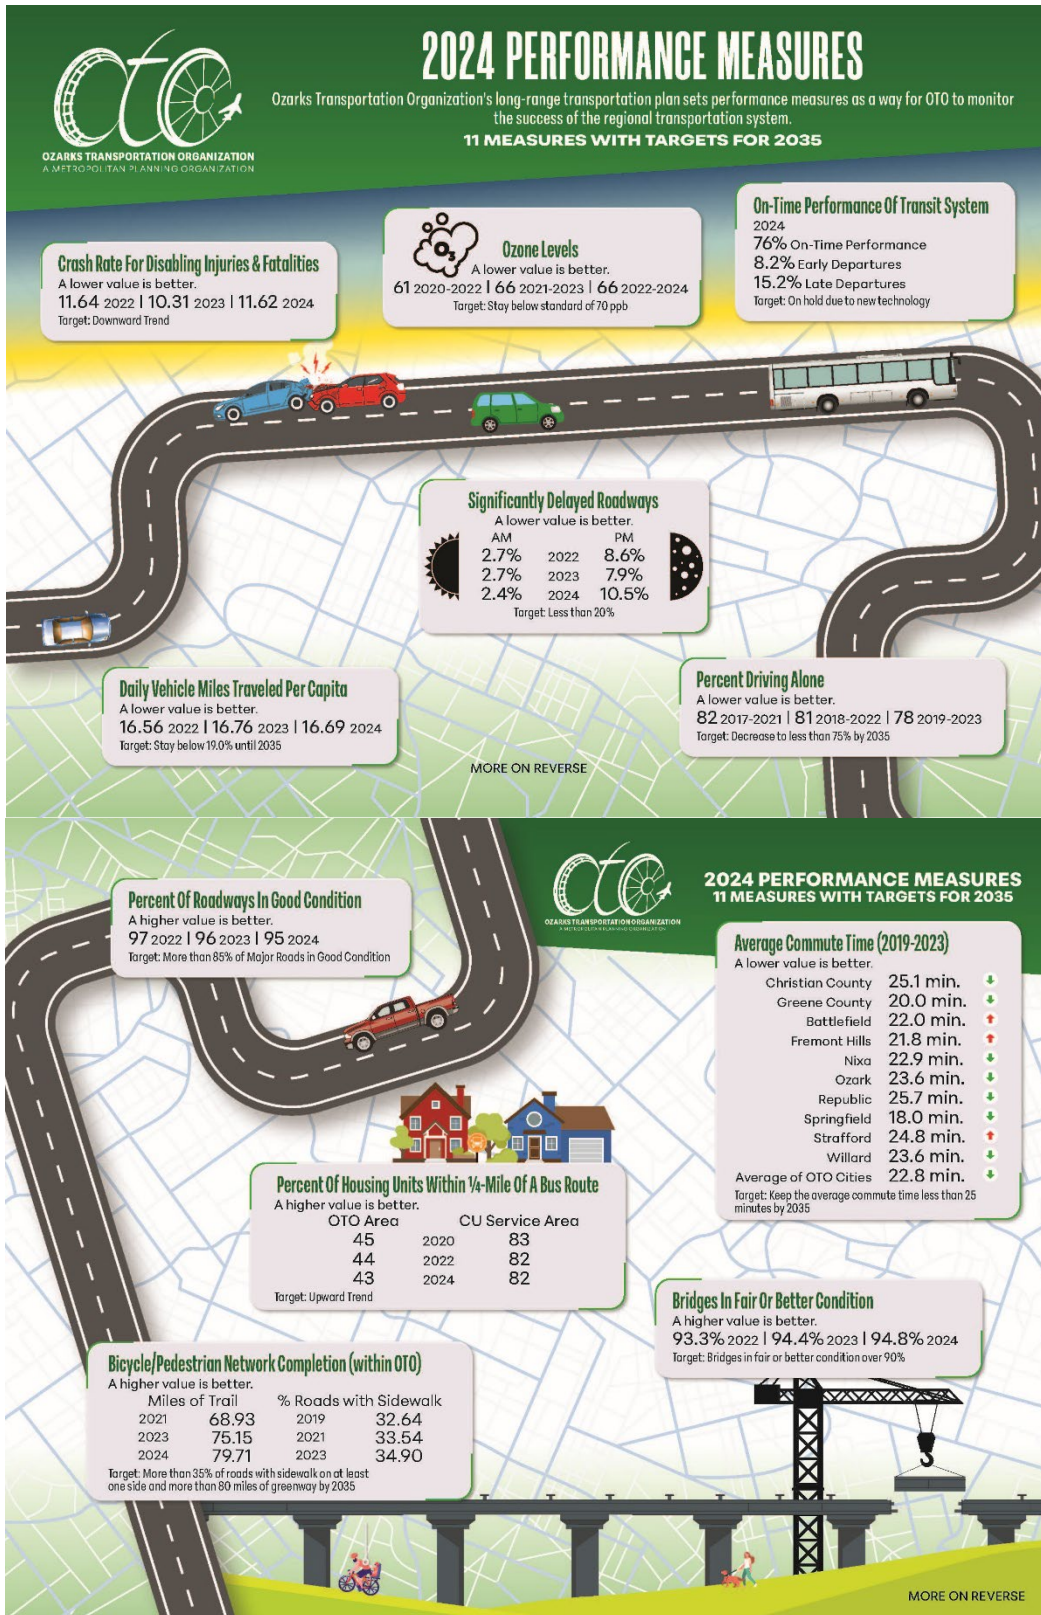 OTO
OZARKS TRANSPORTATION ORGANIZATION
A METROPOLITAN PLANNING ORGANIZATION
2024 PERFORMANCE MEASURES
Ozarks Transportation Organization's long-range transportation plan sets performance measures as a way for OTO to monitor
the success of the regional transportation system.
11 MEASURES WITH TARGETS FOR 2035
Crash Rate For Disabling Injuries & Fatalities
A lower value is better.
11.64 2022 | 10.31 2023 | 11.62 2024
Target: Downward Trend
O3
Ozone Levels
A lower value is better.
61 2020-2022 | 66 2021-2023 | 66 2022-2024
Target: Stay below standard of 70 ppb
On-Time Performance Of Transit System
2024
76% On-Time Performance
8.2% Early Departures
15.2% Late Departures
Target: On hold due to new technology
Significantly Delayed Roadways
A lower value is better.
AM PM
2.7% 2022 8.6%
2.7% 2023 7.9%
2.4% 2024 10.5%
Target: Less than 20%
Daily Vehicle Miles Traveled Per Capita
A lower value is better.
16.56 2022 | 16.76 2023 | 16.69 2024
Target: Stay below 19.0% until 2035
Percent Driving Alone
A lower value is better.
82 2017-2021 | 81 2018-2022 | 78 2019-2023
Target: Decrease to less than 75% by 2035
MORE ON REVERSE
Percent Of Roadways In Good Condition
A higher value is better.
97 2022 | 96 2023 | 95 2024
Target: More than 85% of Major Roads in Good Condition
OTO
OZARKS TRANSPORTATION ORGANIZATION
A METROPOLITAN PLANNING ORGANIZATION
2024 PERFORMANCE MEASURES
11 MEASURES WITH TARGETS FOR 2035
Average Commute Time (2019-2023)
A lower value is better.
Christian County 25.1 min.
Greene County 20.0 min.
Battlefield 22.0 min.
Fremont Hills 21.8 min.
Nixa 22.9 min.
Ozark 23.6 min.
Republic 25.7 min.
Springfield 18.0 min.
Strafford 24.8 min.
Willard 23.6 min.
Average of OTO Cities 22.8 min.
Target: Keep the average commute time less than 25
minutes by 2035
Percent Of Housing Units Within ¼-Mile Of A Bus Route
A higher value is better.
OTO Area CU Service Area
45 2020 83
44 2022 82
43 2024 82
Target: Upward Trend
Bridges In Fair Or Better Condition
A higher value is better.
93.3% 2022 | 94.4% 2023 | 94.8% 2024
Target: Bridges in fair or better condition over 90%
Bicycle/Pedestrian Network Completion (within OTO)
A higher value is better.
Miles of Trail % Roads with Sidewalk
2021 68.93 2019 32.64
2023 75.15 2021 33.54
2024 79.71 2023 34.90
Target: More than 35% of roads with sidewalk on at least
one side and more than 80 miles of greenway by 2035
MORE ON REVERSE